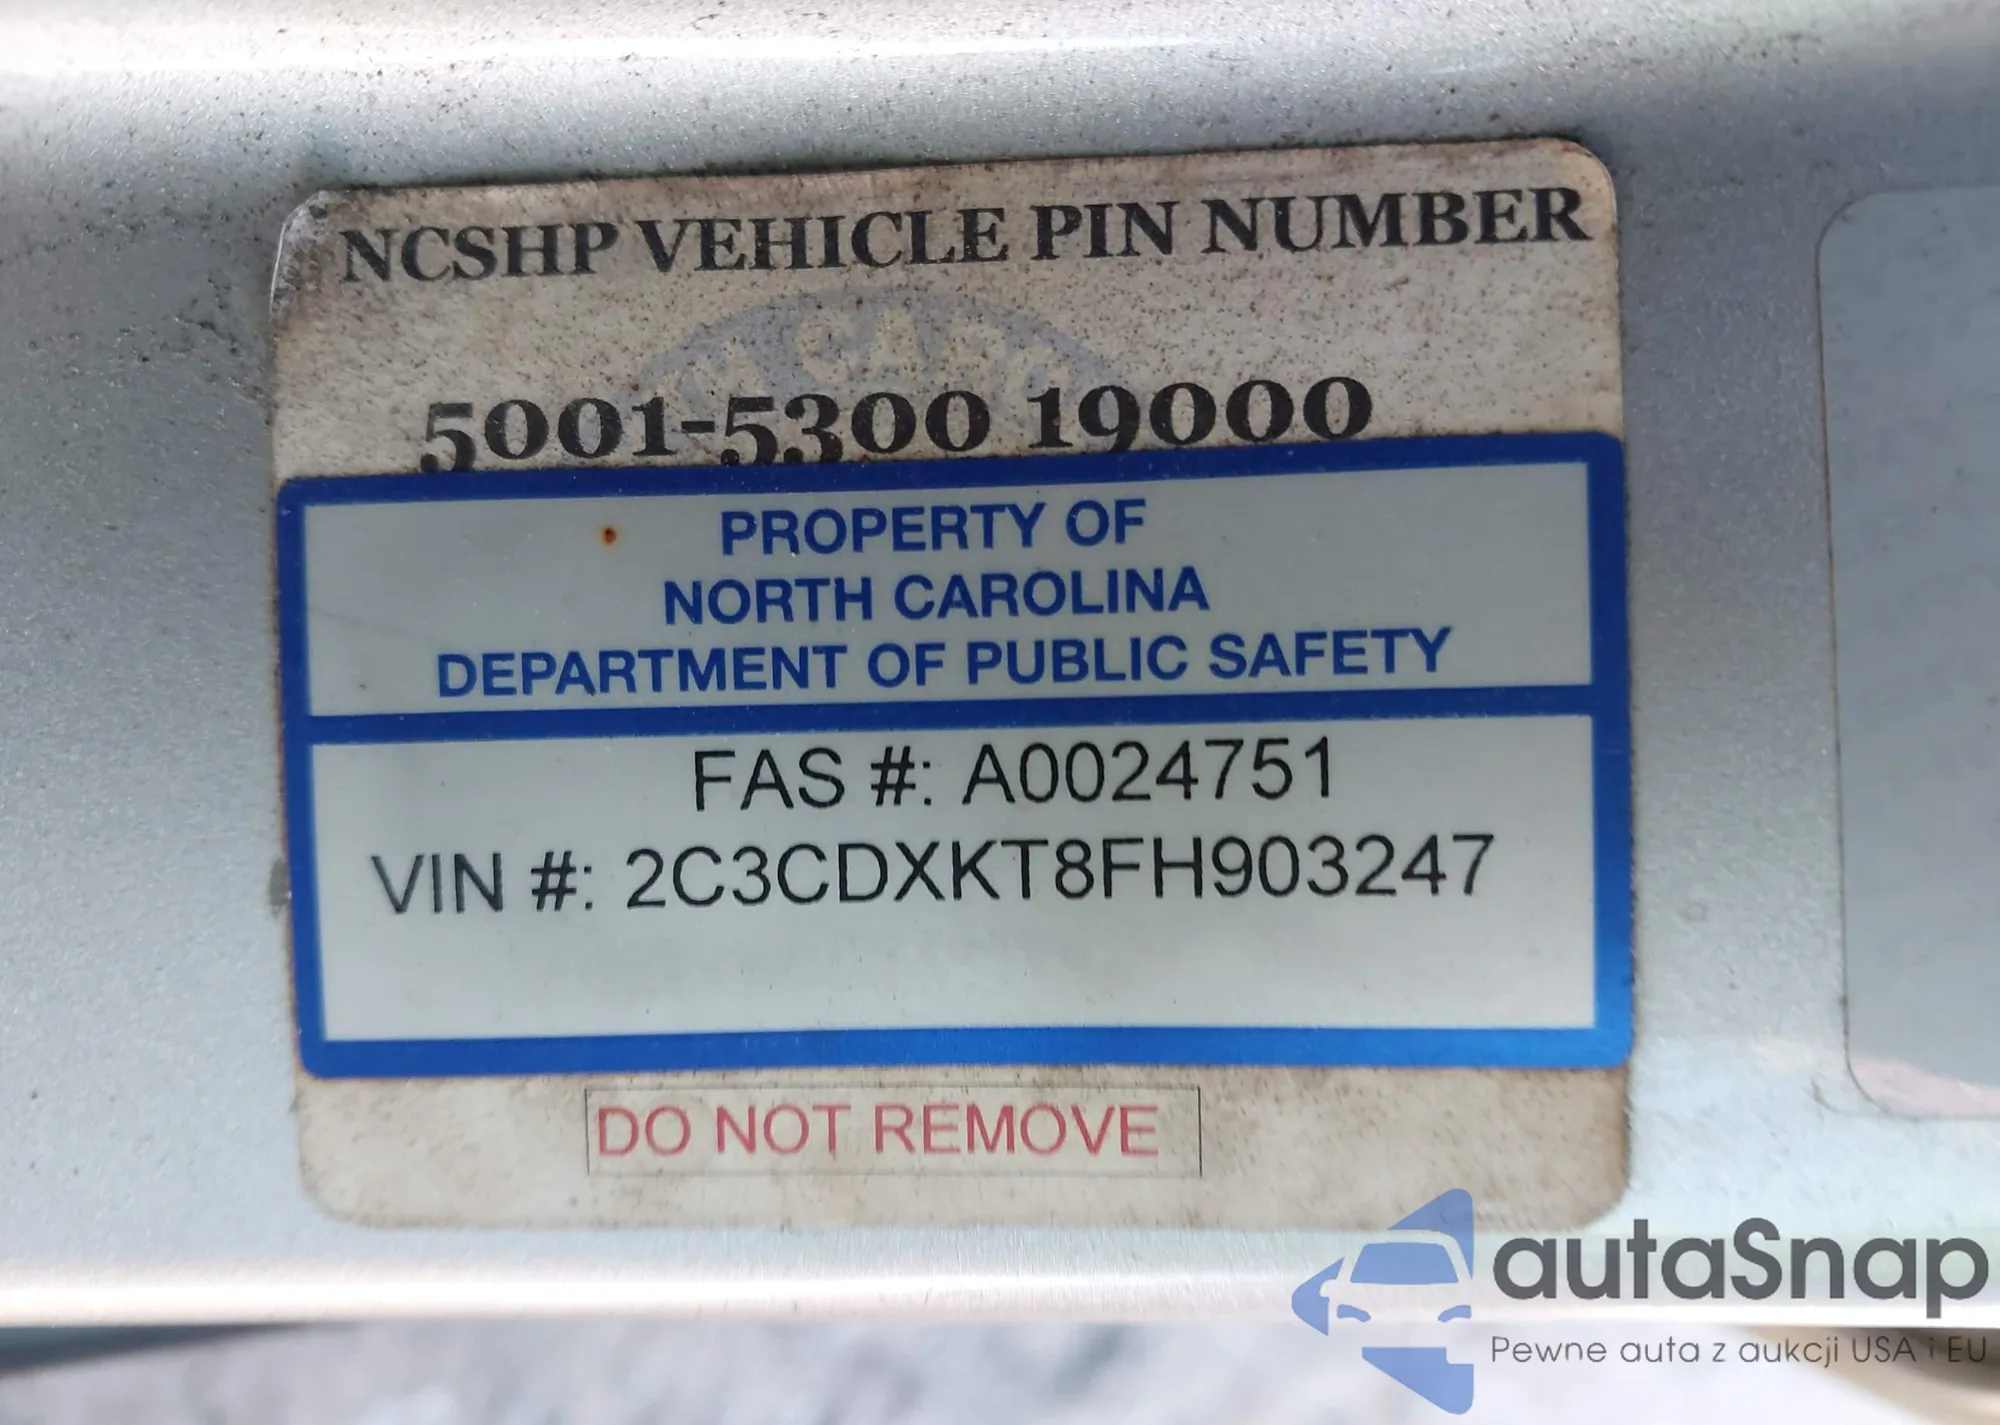 NCSHP VEHICLE PIN NUMBER
5001-5300 19000
PROPERTY OF
NORTH CAROLINA
DEPARTMENT OF PUBLIC SAFETY
FAS #: A0024751
VIN #: 2C3CDXKT8FH903247
DO NOT REMOVE
autaSnap
Pewne auta z aukcji USA i EU